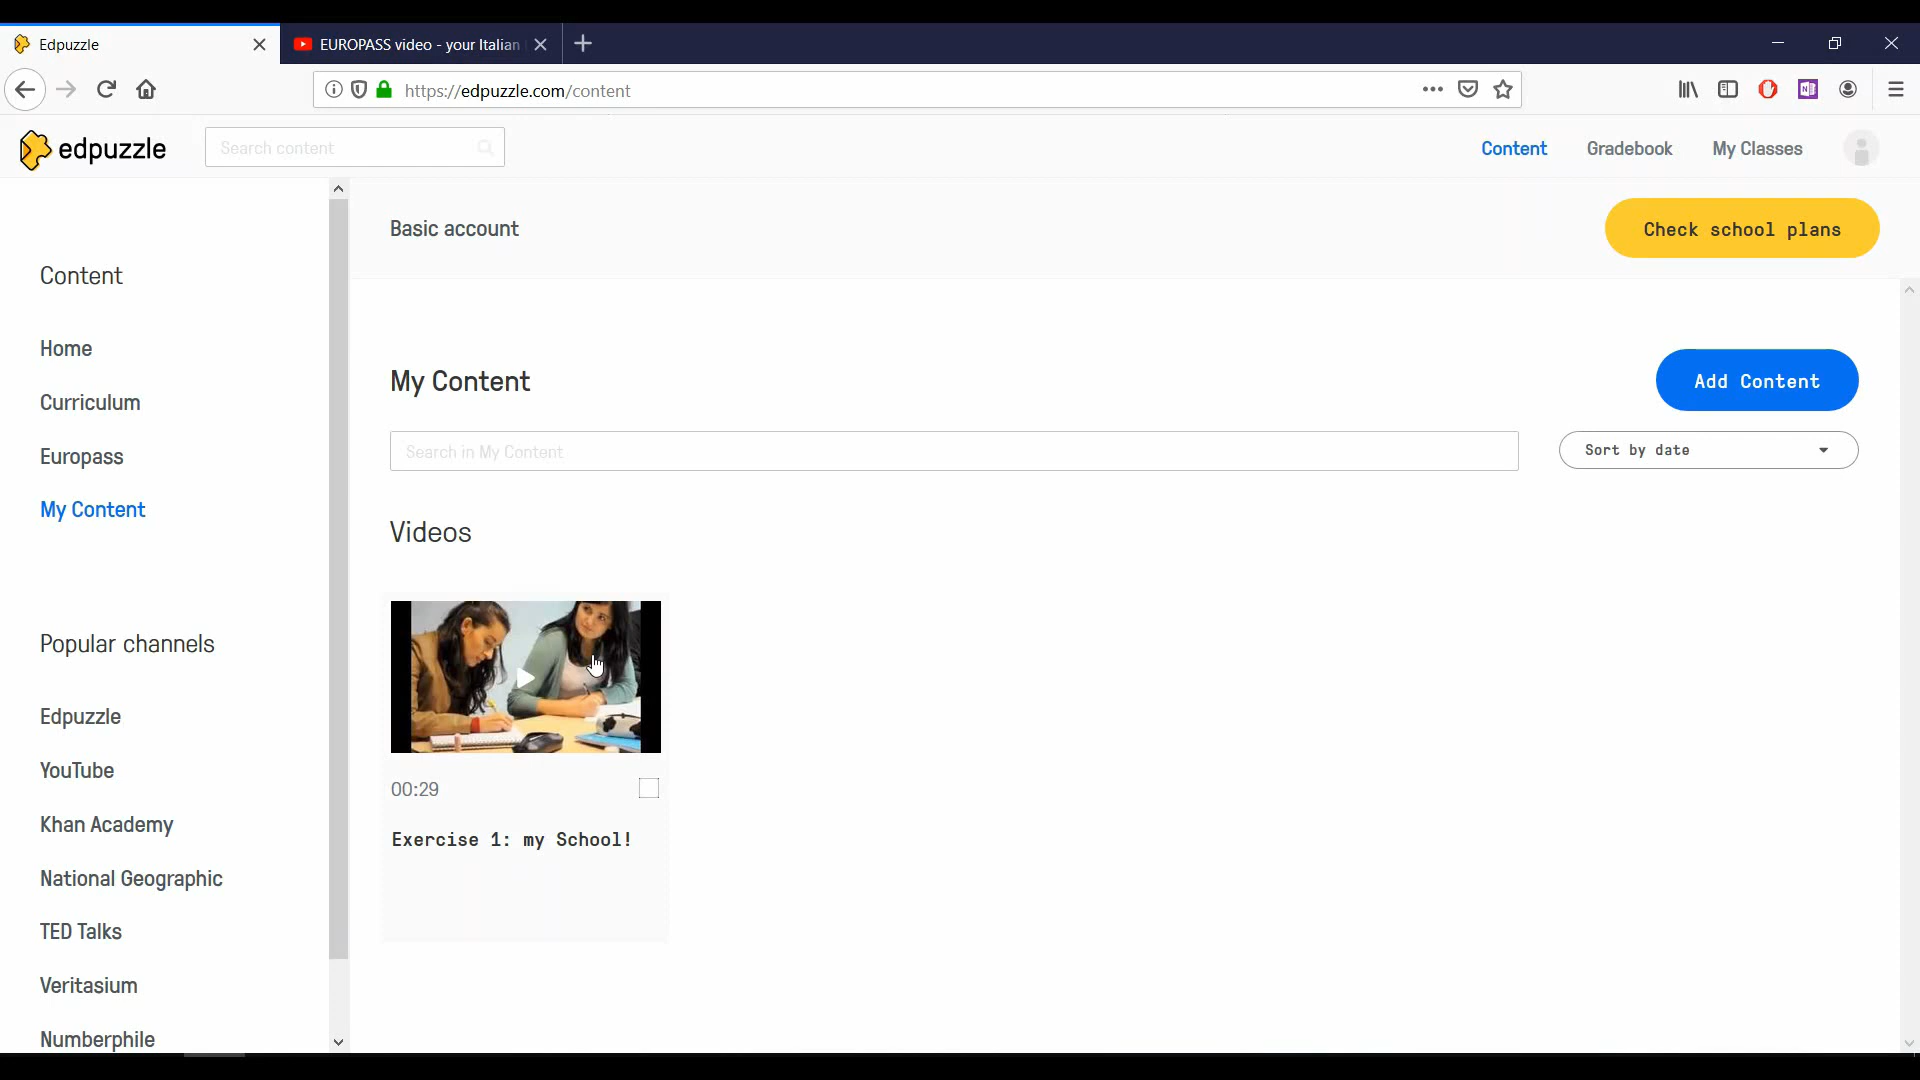 Edpuzzle
EUROPASS video - your Italian
https://edpuzzle.com/content
edpuzzle
Search content
Content
Gradebook
My Classes
Basic account
Check school plans
Content
Home
Curriculum
Europass
My Content
Popular channels
Edpuzzle
YouTube
Khan Academy
National Geographic
TED Talks
Veritasium
Numberphile
My Content
Add Content
Search in My Content
Sort by date
Videos
00:29
Exercise 1: my School!